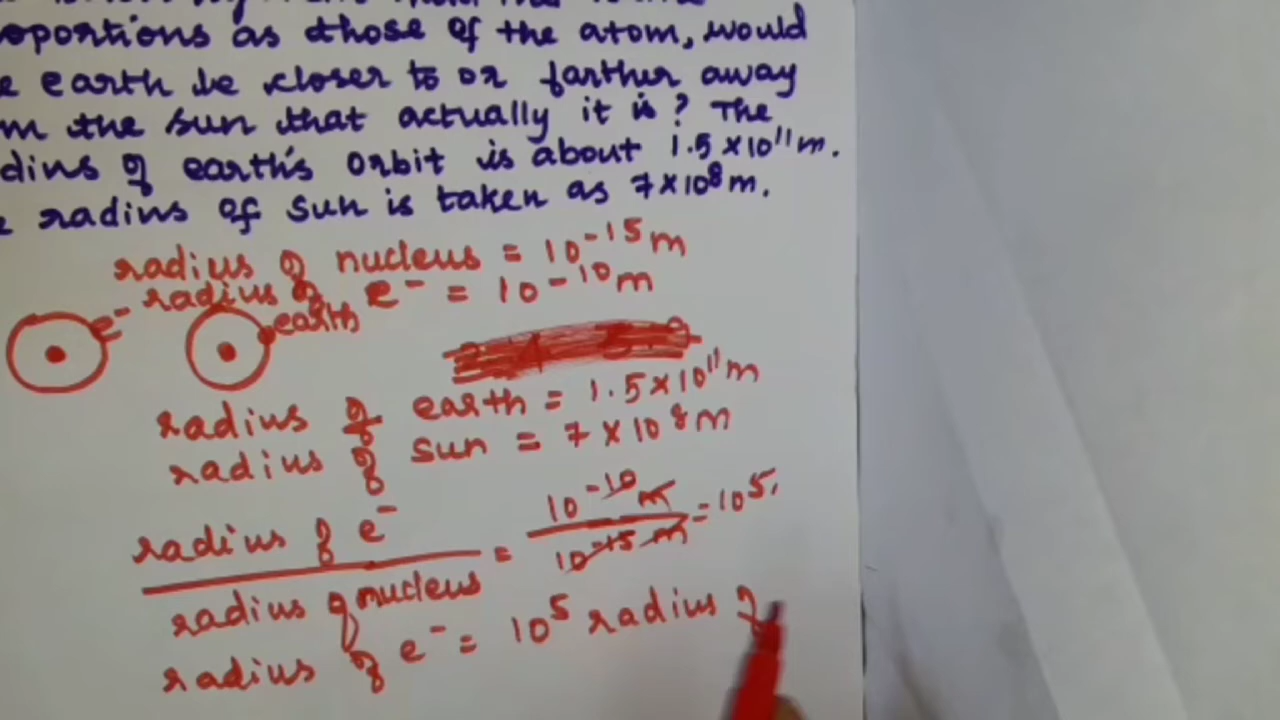 oportions as those of the atom, would
e earth be closer to or farther away
m the sun that actually it is? The
dius of earth's orbit is about 1.5×10¹¹m.
e radius of sun is taken as 7×10⁸m.
radius of nucleus = 10⁻¹⁵m
radius of e⁻ = 10⁻¹⁰m
e⁻ earth
radius of earth = 1.5×10¹¹m
radius of sun = 7×10⁸m
radius of e⁻ = 10⁻¹⁰m = 10⁵.
radius of nucleus 10⁻¹⁵m
radius of e⁻ = 10⁵ radius of